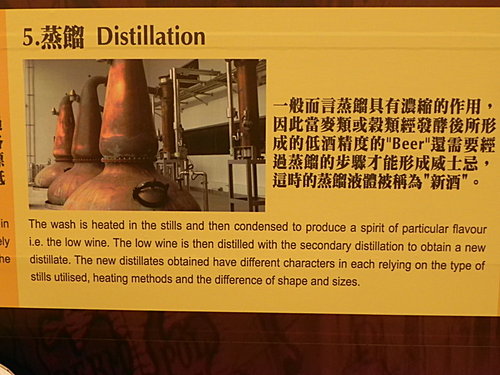 5.蒸餾 Distillation
一般而言蒸餾具有濃縮的作用，
因此當麥類或穀類經發酵後所形
成的低酒精度的"Beer"還需要經
過蒸餾的步驟才能形成威士忌，
這時的蒸餾液體被稱為"新酒"。
The wash is heated in the stills and then condensed to produce a spirit of particular flavour
i.e. the low wine. The low wine is then distilled with the secondary distillation to obtain a new
distillate. The new distillates obtained have different characters in each relying on the type of
stills utilised, heating methods and the difference of shape and sizes.
in
ely
he